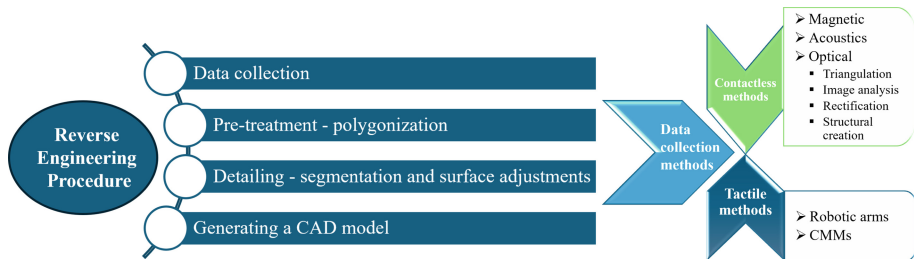 Reverse
Engineering
Procedure
Data collection
Pre-treatment - polygonization
Detailing - segmentation and surface adjustments
Generating a CAD model
Data
collection
methods
Contactless
methods
➢ Magnetic
➢ Acoustics
➢ Optical
▪ Triangulation
▪ Image analysis
▪ Rectification
▪ Structural
creation
Tactile
methods
➢ Robotic arms
➢ CMMs